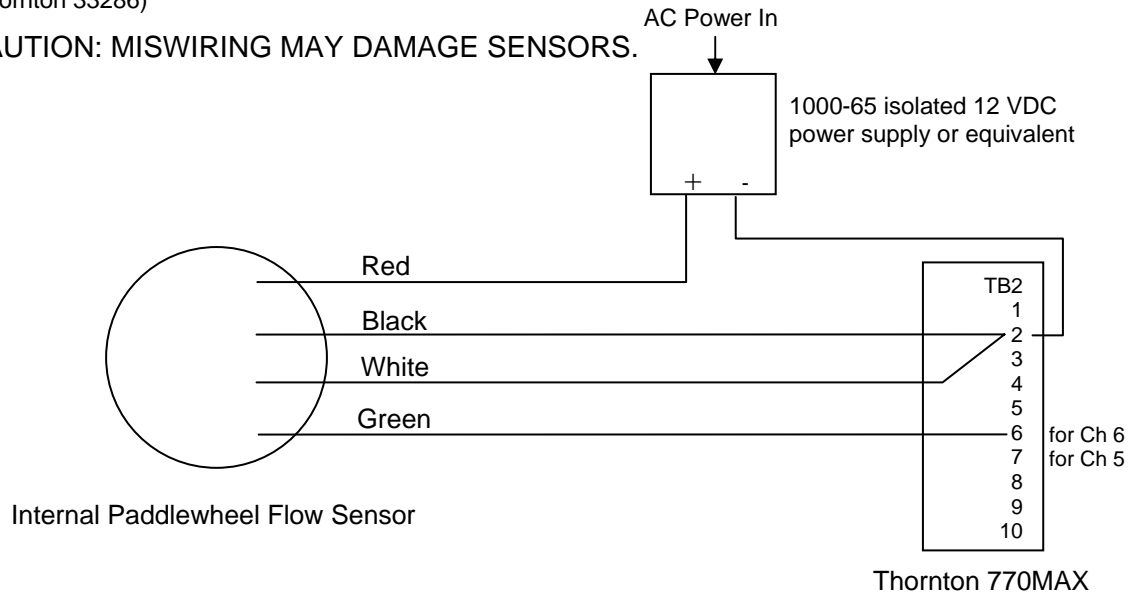 33286)
CAUTION: MISWIRING MAY DAMAGE SENSORS.
AC Power In
1000-65 isolated 12 VDC
power supply or equivalent
+ -
Red
Black
White
Green
TB2
1
2
3
4
5
6 for Ch 6
7 for Ch 5
8
9
10
Internal Paddlewheel Flow Sensor
Thornton 770MAX